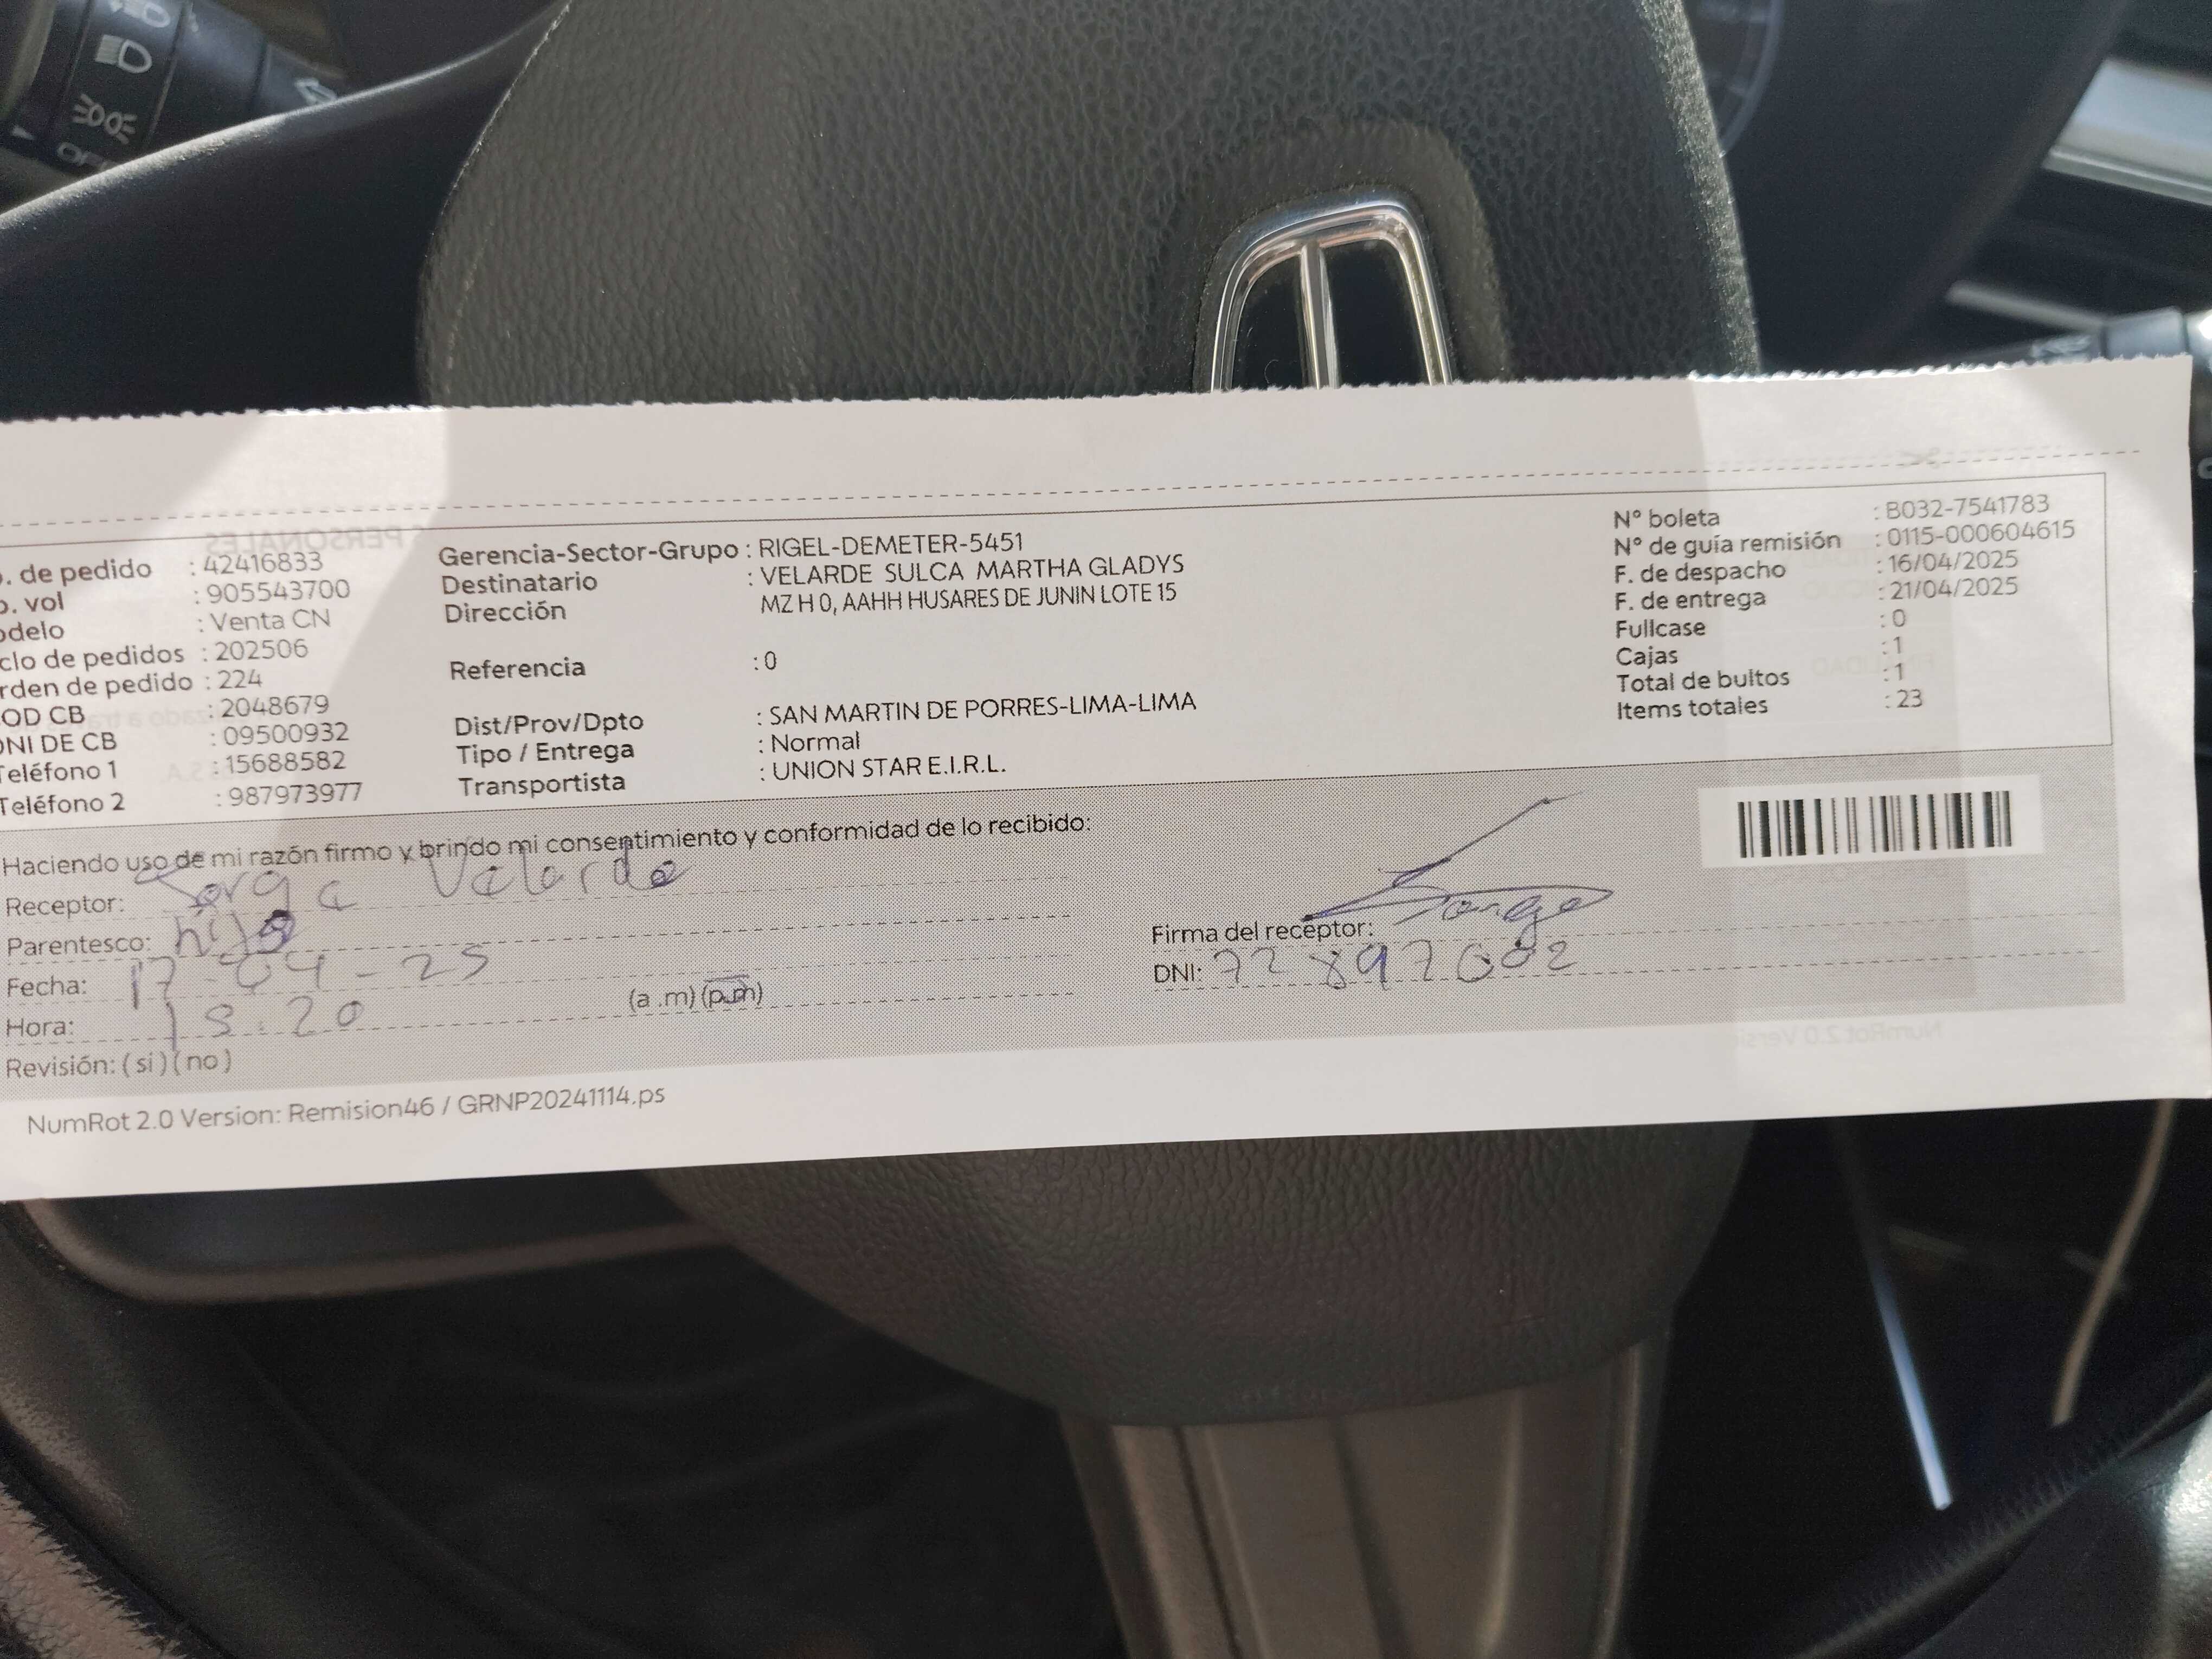 . de pedido : 42416833
. vol : 905543700
odelo : Venta CN
clo de pedidos : 202506
rden de pedido : 224
OD CB : 2048679
NI DE CB : 09500932
Teléfono 1 : 15688582
Teléfono 2 : 987973977
Gerencia-Sector-Grupo : RIGEL-DEMETER-5451
Destinatario : VELARDE SULCA MARTHA GLADYS
Dirección MZ H 0, AAHH HUSARES DE JUNIN LOTE 15
Referencia : 0
Dist/Prov/Dpto : SAN MARTIN DE PORRES-LIMA-LIMA
Tipo / Entrega : Normal
Transportista : UNION STAR E.I.R.L.
N° boleta : B032-7541783
N° de guía remisión : 0115-000604615
F. de despacho : 16/04/2025
F. de entrega : 21/04/2025
Fullcase : 0
Cajas : 1
Total de bultos : 1
Items totales : 23
Haciendo uso de mi razón firmo y brindo mi consentimiento y conformidad de lo recibido:
Receptor: Velarde
Parentesco: hijo
Fecha: 17-04-25
Hora: (a .m) (p.m)
Revisión: ( si ) ( no )
Firma del receptor:
DNI: 72897002
NumRot 2.0 Version: Remision46 / GRNP20241114.ps
OFF